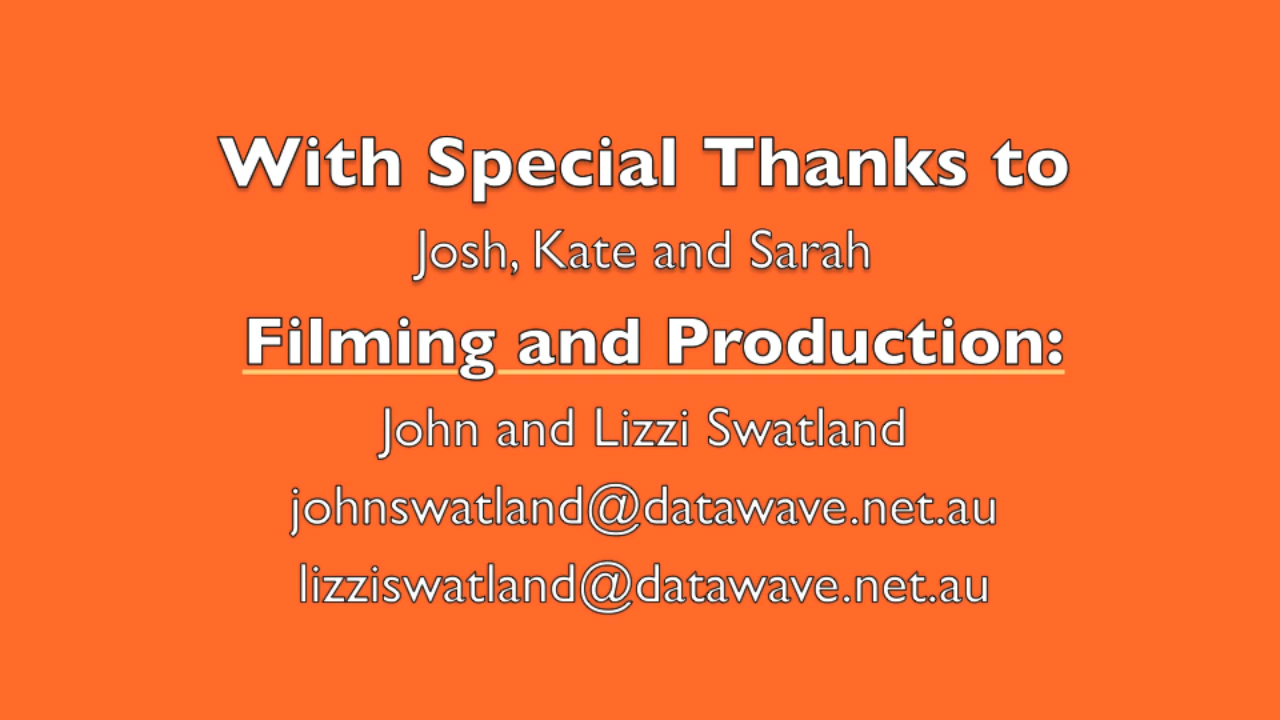 With Special Thanks to
Josh, Kate and Sarah
Filming and Production:
John and Lizzi Swatland
johnswatland@datawave.net.au
lizziswatland@datawave.net.au